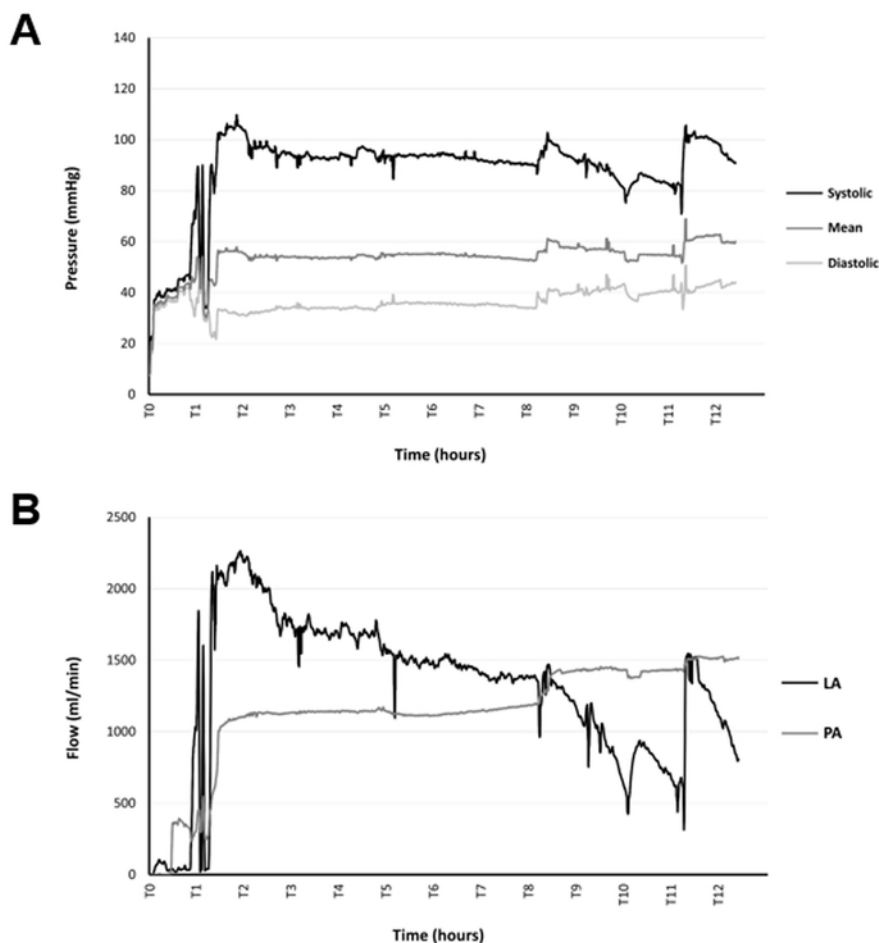 A
140
120
100
80
60
40
20
0
Pressure (mmHg)
T0 T1 T2 T3 T4 T5 T6 T7 T8 T9 T10 T11 T12
Time (hours)
Systolic
Mean
Diastolic
B
2500
2000
1500
1000
500
0
Flow (ml/min)
T0 T1 T2 T3 T4 T5 T6 T7 T8 T9 T10 T11 T12
Time (hours)
LA
PA